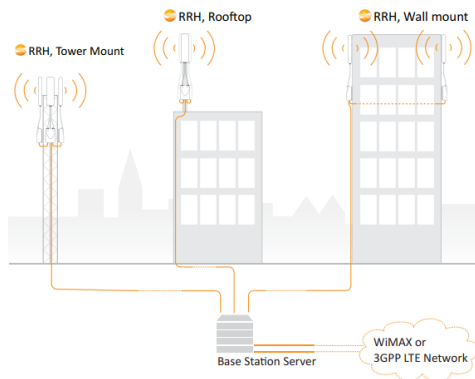 RRH, Rooftop
RRH, Wall mount
RRH, Tower Mount
WiMAX or
3GPP LTE Network
Base Station Server